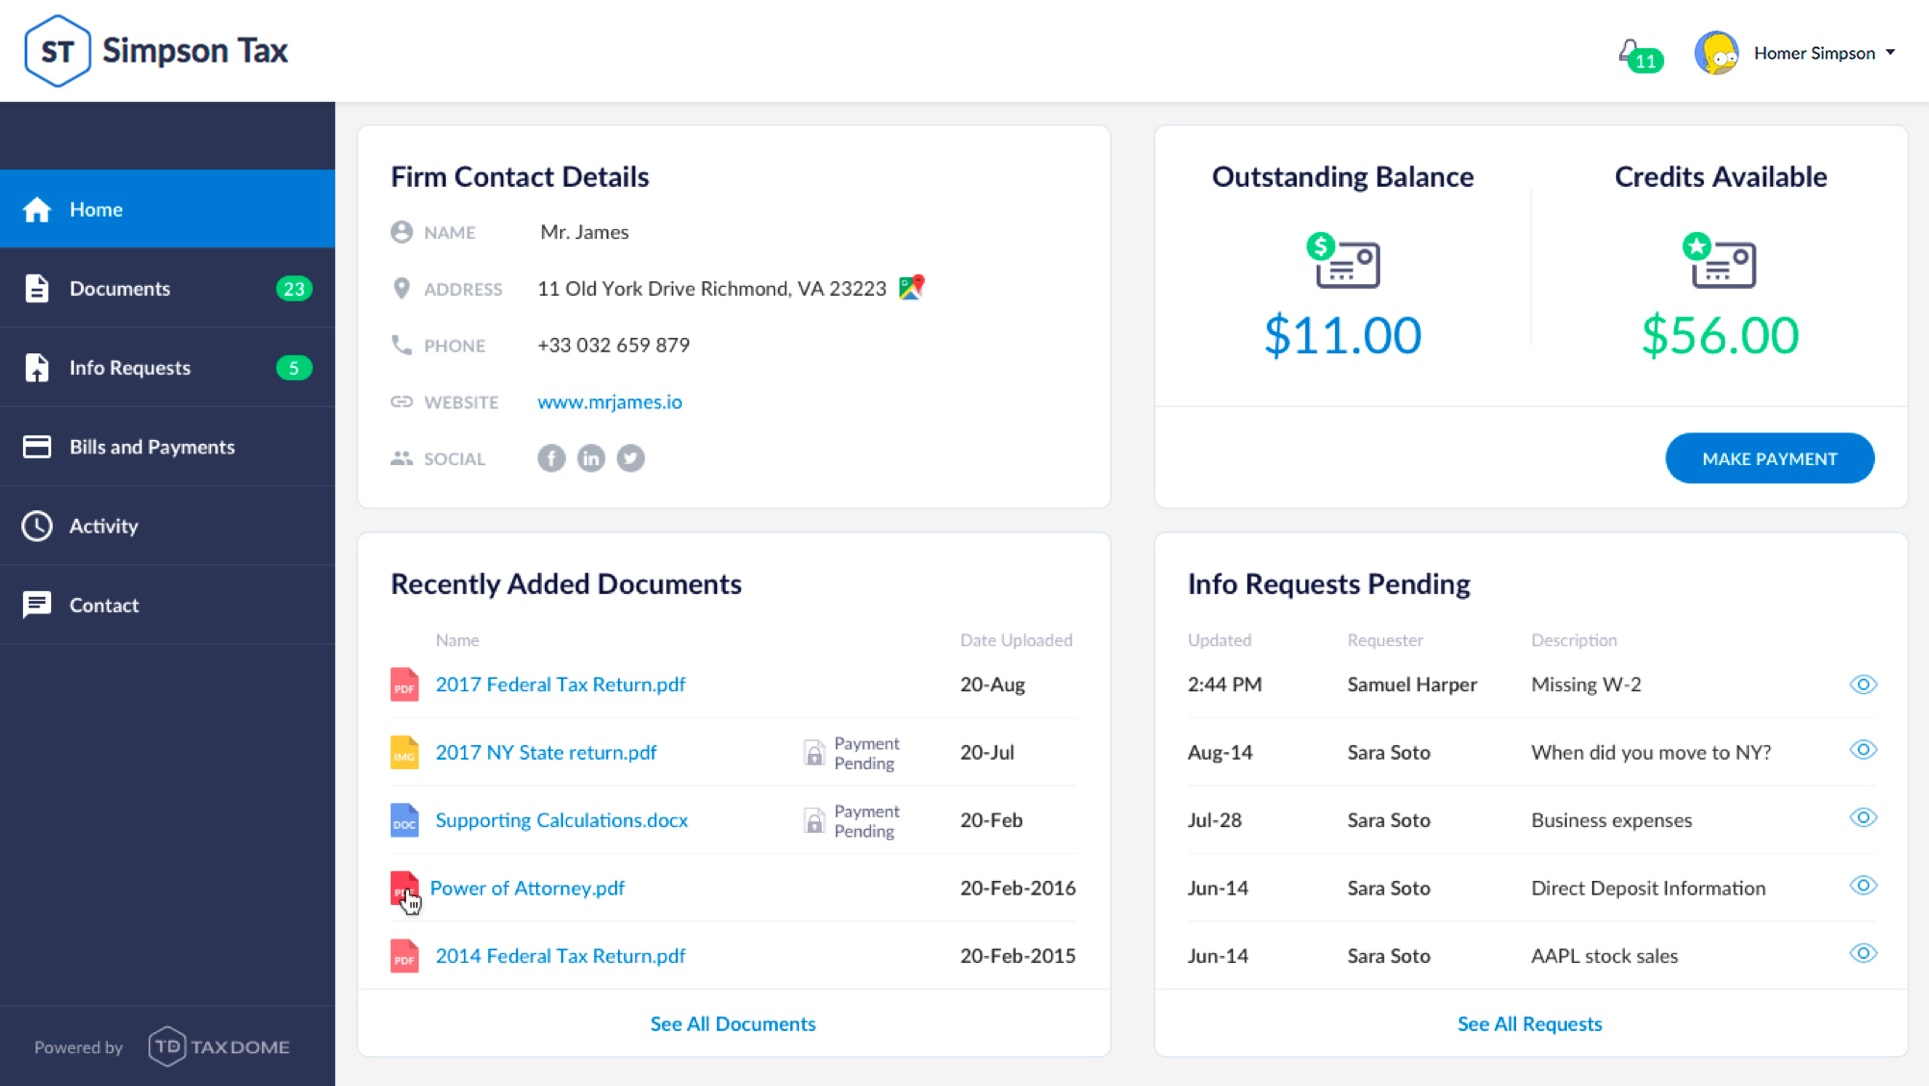 ST Simpson Tax
11
Homer Simpson
Home
Documents 23
Info Requests 5
Bills and Payments
Activity
Contact
Powered by TD TAXDOME
Firm Contact Details
NAME Mr. James
ADDRESS 11 Old York Drive Richmond, VA 23223
PHONE +33 032 659 879
WEBSITE www.mrjames.io
SOCIAL f in
Outstanding Balance
$
$11.00
Credits Available
$56.00
MAKE PAYMENT
Recently Added Documents
Name Date Uploaded
PDF 2017 Federal Tax Return.pdf 20-Aug
IMG 2017 NY State return.pdf Payment Pending 20-Jul
DOC Supporting Calculations.docx Payment Pending 20-Feb
Power of Attorney.pdf 20-Feb-2016
PDF 2014 Federal Tax Return.pdf 20-Feb-2015
See All Documents
Info Requests Pending
Updated Requester Description
2:44 PM Samuel Harper Missing W-2
Aug-14 Sara Soto When did you move to NY?
Jul-28 Sara Soto Business expenses
Jun-14 Sara Soto Direct Deposit Information
Jun-14 Sara Soto AAPL stock sales
See All Requests